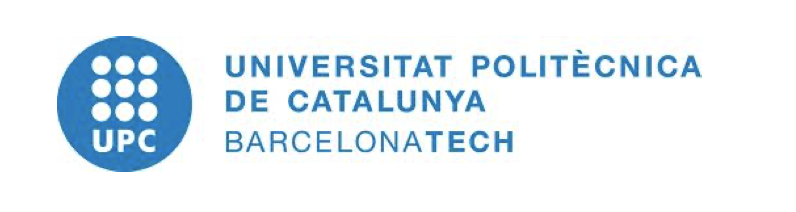 UPC
UNIVERSITAT POLITÈCNICA
DE CATALUNYA
BARCELONATECH